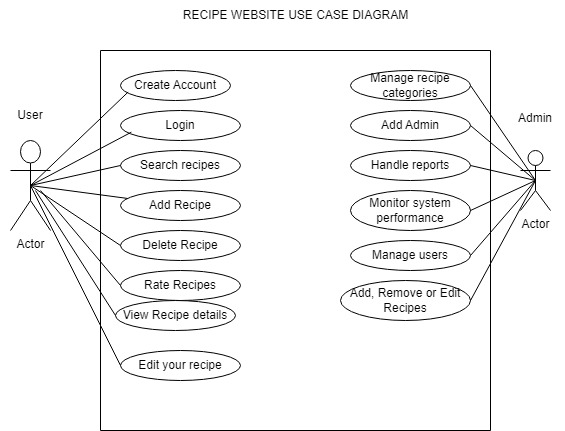 RECIPE WEBSITE USE CASE DIAGRAM
User
Actor
Create Account
Login
Search recipes
Add Recipe
Delete Recipe
Rate Recipes
View Recipe details
Edit your recipe
Manage recipe
categories
Add Admin
Handle reports
Monitor system
performance
Manage users
Add, Remove or Edit
Recipes
Admin
Actor